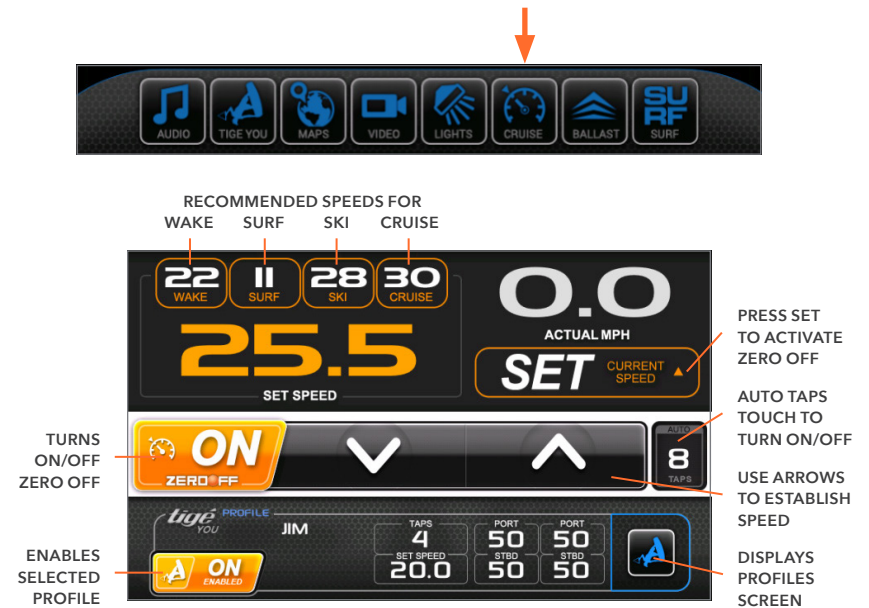 AUDIO TIGE YOU MAPS VIDEO LIGHTS CRUISE BALLAST SURF SURF
RECOMMENDED SPEEDS FOR
WAKE SURF SKI CRUISE
22 11 28 30
WAKE SURF SKI CRUISE
25.5
SET SPEED
0.0
ACTUAL MPH
SET CURRENT SPEED
PRESS SET
TO ACTIVATE
ZERO OFF
AUTO TAPS
TOUCH TO
TURN ON/OFF
TURNS
ON/OFF
ZERO OFF
ON
ZERO OFF
AUTO
8
TAPS
USE ARROWS
TO ESTABLISH
SPEED
tigé YOU PROFILE
JIM
TAPS
4
SET SPEED
20.0
PORT
50
STBD
50
PORT
50
STBD
50
ENABLES
SELECTED
PROFILE
ON
ENABLED
DISPLAYS
PROFILES
SCREEN